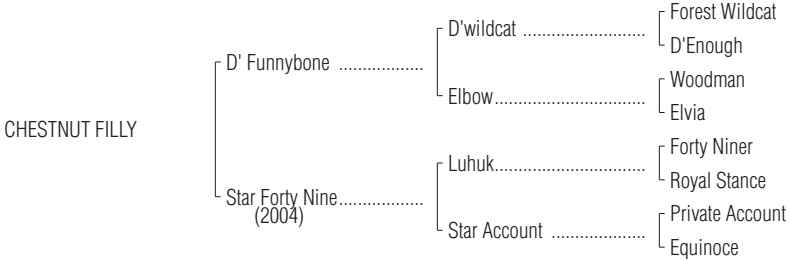 Forest Wildcat
D'wildcat ..........................
D'Enough
D' Funnybone ..................
Woodman
Elbow................................
Elvia
CHESTNUT FILLY
Forty Niner
Luhuk................................
Royal Stance
Star Forty Nine..................
(2004)
Private Account
Star Account ....................
Equinoce